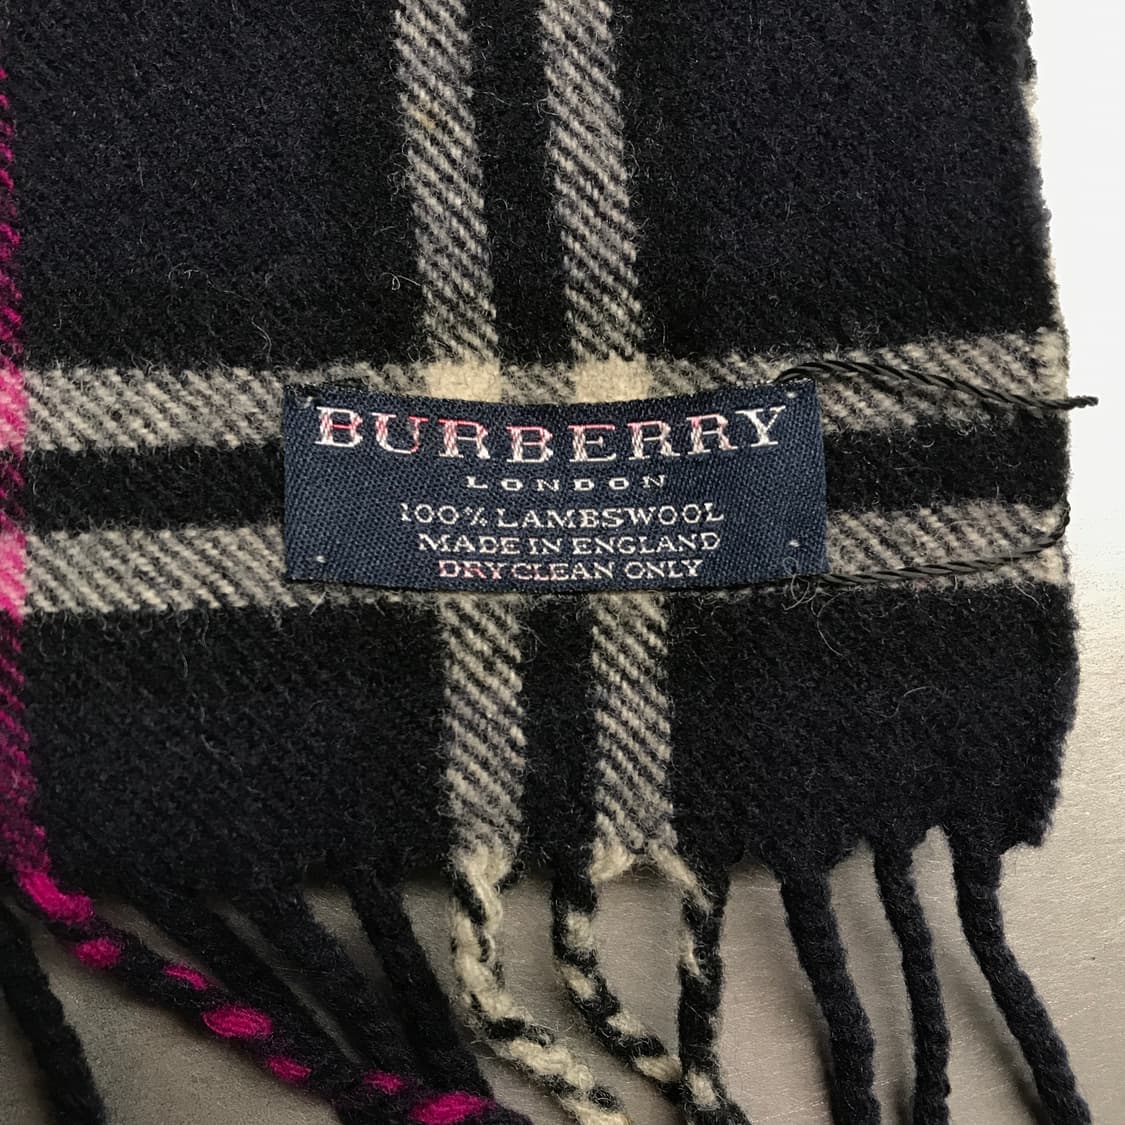 BURBERRY
LONDON
100% LAMBSWOOL
MADE IN ENGLAND
DRY CLEAN ONLY